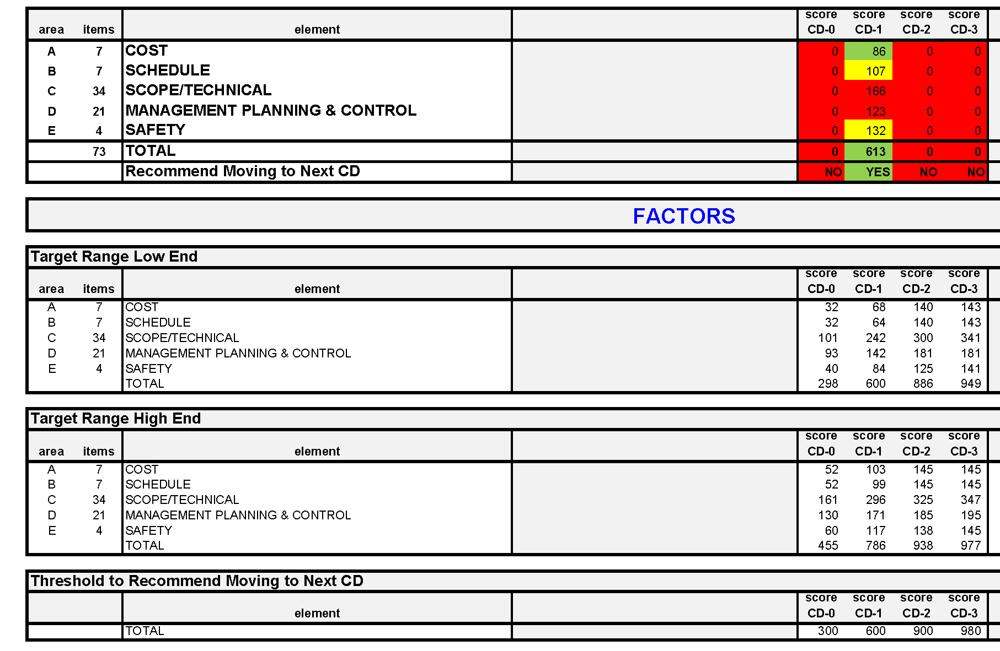 score score score score
area items element CD-0 CD-1 CD-2 CD-3
A 7 COST 0 86 0 0
B 7 SCHEDULE 0 107 0 0
C 34 SCOPE/TECHNICAL 0 166 0 0
D 21 MANAGEMENT PLANNING & CONTROL 0 123 0 0
E 4 SAFETY 0 132 0 0
73 TOTAL 0 613 0 0
Recommend Moving to Next CD NO YES NO NO
FACTORS
Target Range Low End
score score score score
area items element CD-0 CD-1 CD-2 CD-3
A 7 COST 32 68 140 143
B 7 SCHEDULE 32 64 140 143
C 34 SCOPE/TECHNICAL 101 242 300 341
D 21 MANAGEMENT PLANNING & CONTROL 93 142 181 181
E 4 SAFETY 40 84 125 141
TOTAL 298 600 886 949
Target Range High End
score score score score
area items element CD-0 CD-1 CD-2 CD-3
A 7 COST 52 103 145 145
B 7 SCHEDULE 52 99 145 145
C 34 SCOPE/TECHNICAL 161 296 325 347
D 21 MANAGEMENT PLANNING & CONTROL 130 171 185 195
E 4 SAFETY 60 117 138 145
TOTAL 455 786 938 977
Threshold to Recommend Moving to Next CD
score score score score
element CD-0 CD-1 CD-2 CD-3
TOTAL 300 600 900 980